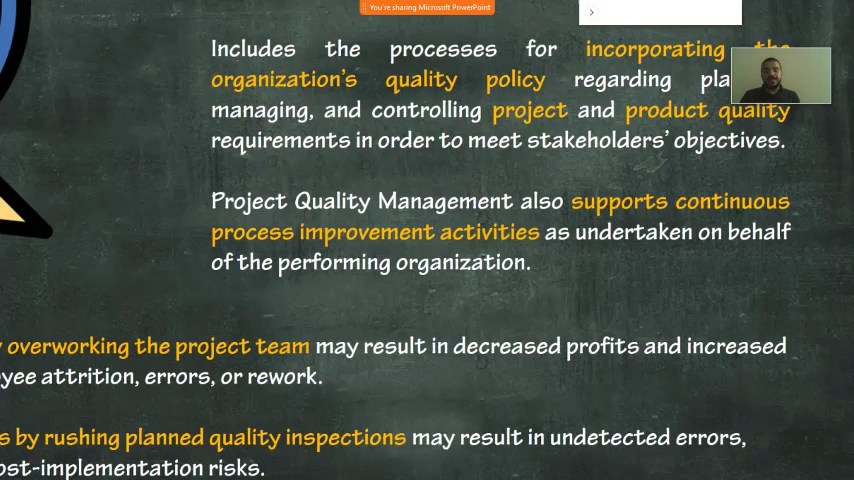 You're sharing Microsoft PowerPoint
Includes the processes for incorporating the
organization's quality policy regarding
managing, and controlling project and product quality
requirements in order to meet stakeholders' objectives.
Project Quality Management also supports continuous
process improvement activities as undertaken on behalf
of the performing organization.
overworking the project team may result in decreased profits and increased
attrition, errors, or rework.
by rushing planned quality inspections may result in undetected errors,
implementation risks.